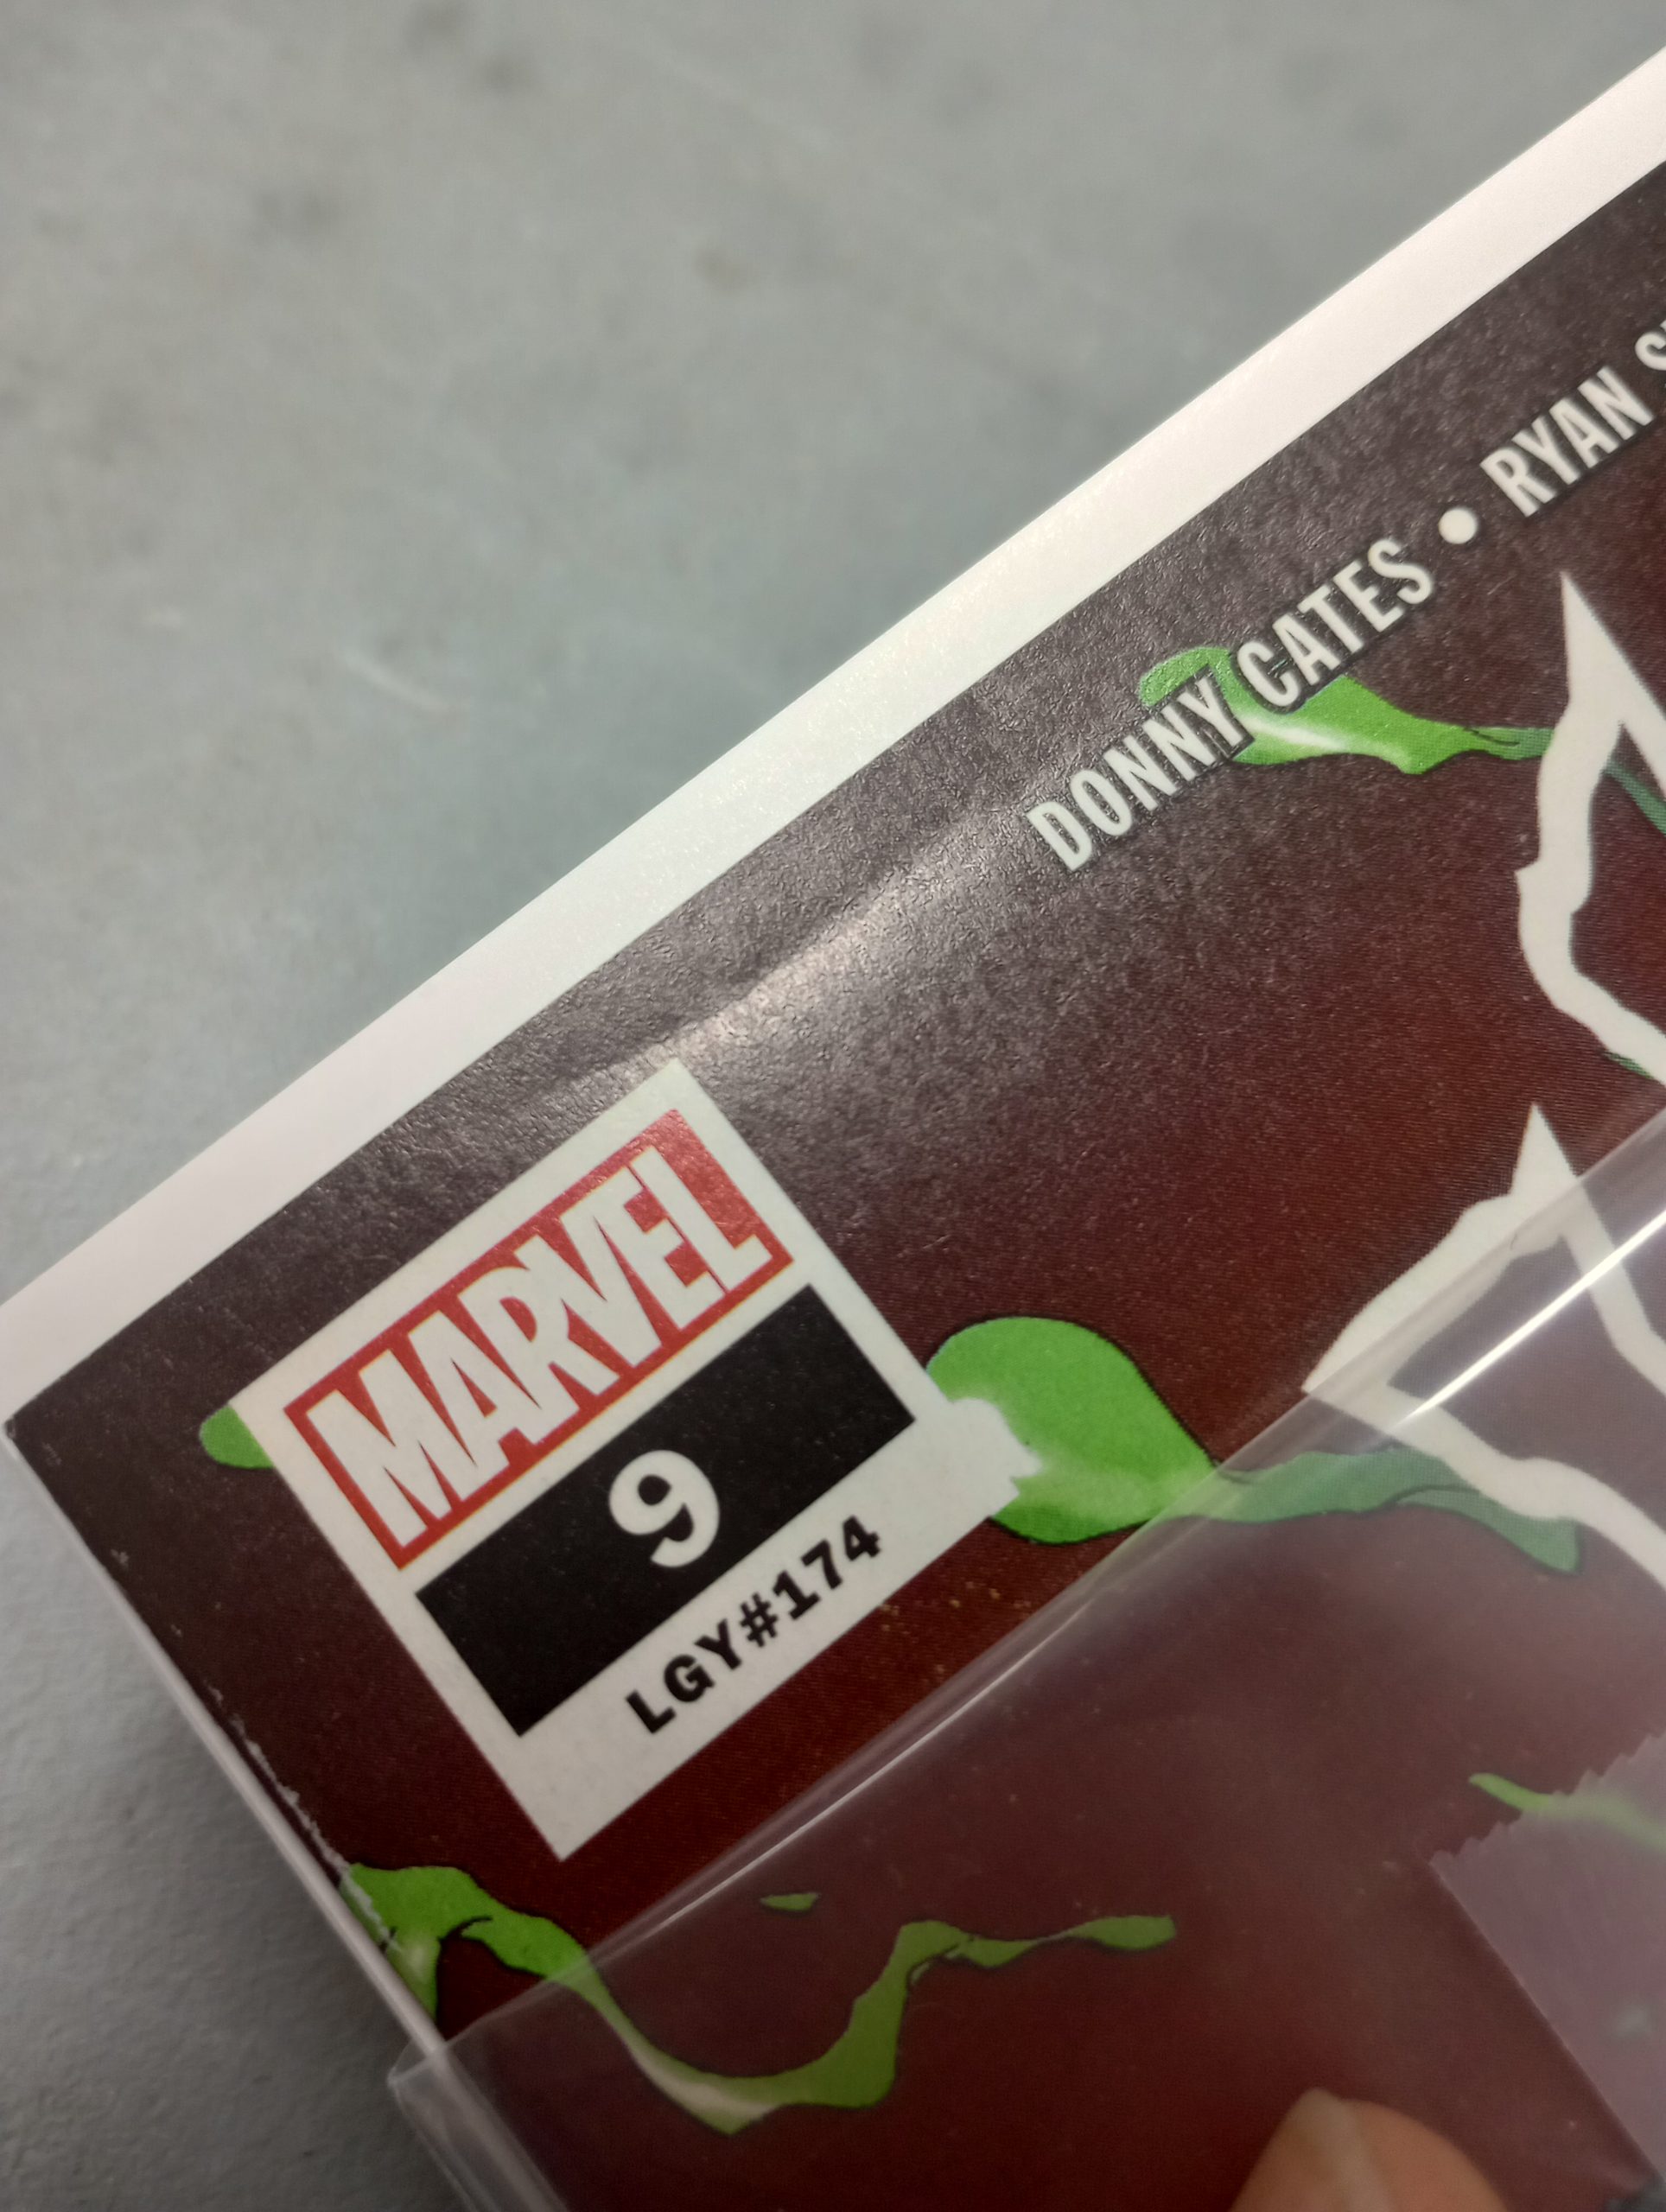 DONNY CATES • RYAN
MARVEL
9
LGY#174